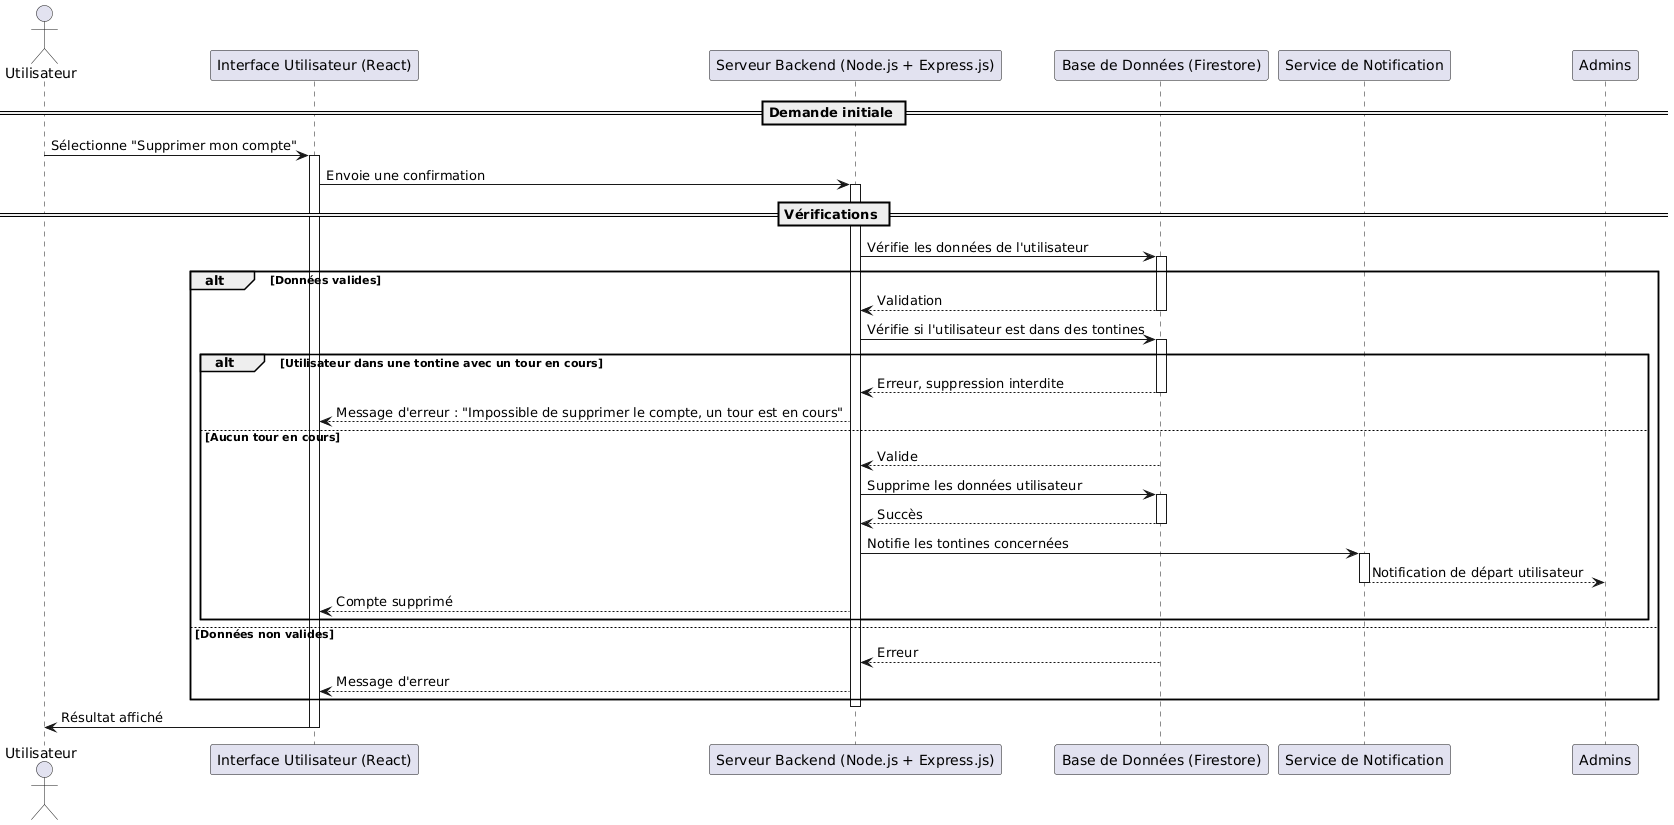 Utilisateur
Interface Utilisateur (React)
Serveur Backend (Node.js + Express.js)
Base de Données (Firestore)
Service de Notification
Admins
Demande initiale
Sélectionne "Supprimer mon compte"
Envoie une confirmation
Vérifications
Vérifie les données de l'utilisateur
alt
[Données valides]
Validation
Vérifie si l'utilisateur est dans des tontines
alt
[Utilisateur dans une tontine avec un tour en cours]
Erreur, suppression interdite
Message d'erreur : "Impossible de supprimer le compte, un tour est en cours"
[Aucun tour en cours]
Valide
Supprime les données utilisateur
Succès
Notifie les tontines concernées
Notification de départ utilisateur
Compte supprimé
[Données non valides]
Erreur
Message d'erreur
Résultat affiché
Utilisateur
Interface Utilisateur (React)
Serveur Backend (Node.js + Express.js)
Base de Données (Firestore)
Service de Notification
Admins